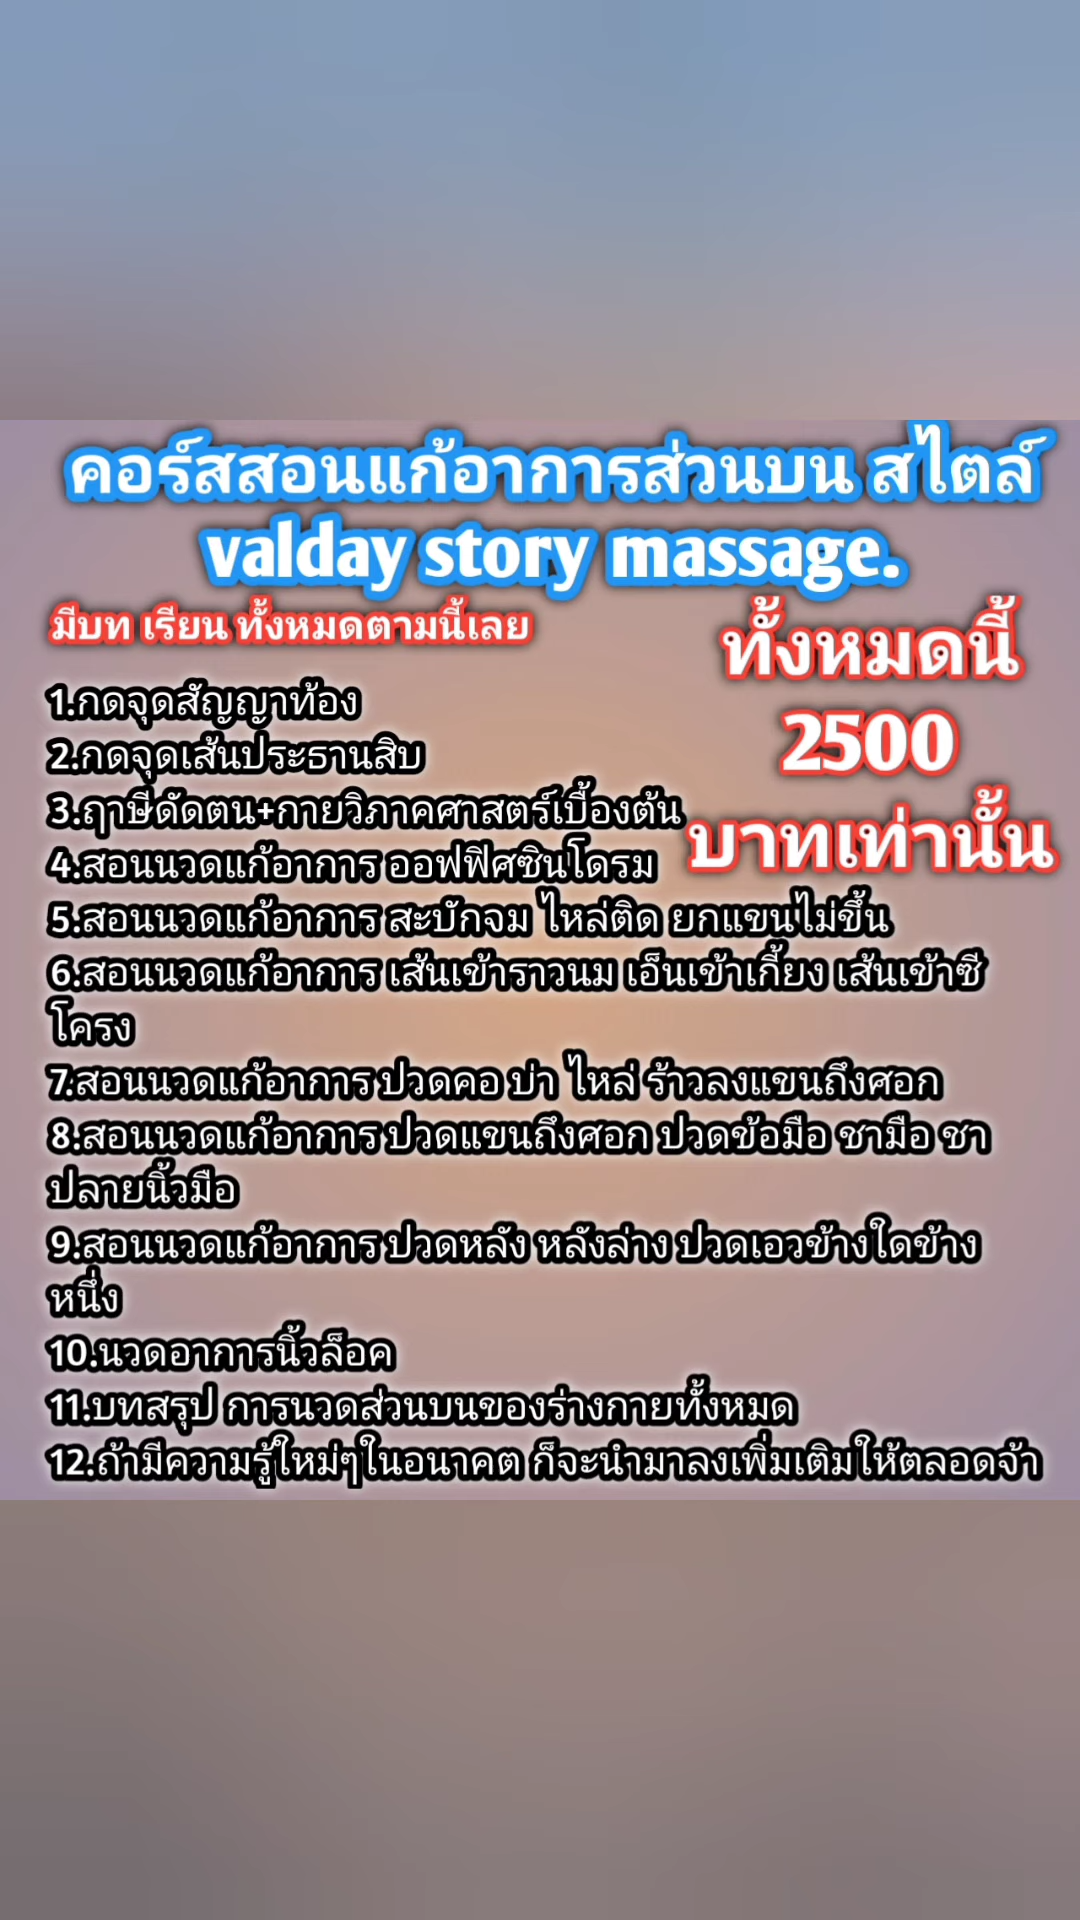 คอร์สสอนแก้อาการส่วนบน สไตล์
valday story massage.
มีบท เรียน ทั้งหมดตามนี้เลย
ทั้งหมดนี้
2500
บาทเท่านั้น
1.กดจุดสัญญาท้อง
2.กดจุดเส้นประธานสิบ
3.ฤาษีดัดตน+กายวิภาคศาสตร์เบื้องต้น
4.สอนนวดแก้อาการ ออฟฟิศซินโดรม
5.สอนนวดแก้อาการ สะบักจม ไหล่ติด ยกแขนไม่ขึ้น
6.สอนนวดแก้อาการ เส้นเข้าราวนม เอ็นเข้าเกี้ยง เส้นเข้าซี
โครง
7.สอนนวดแก้อาการ ปวดคอ บ่า ไหล่ ร้าวลงแขนถึงศอก
8.สอนนวดแก้อาการ ปวดแขนถึงศอก ปวดข้อมือ ชามือ ชา
ปลายนิ้วมือ
9.สอนนวดแก้อาการ ปวดหลัง หลังล่าง ปวดเอวข้างใดข้าง
หนึ่ง
10.นวดอาการนิ้วล็อค
11.บทสรุป การนวดส่วนบนของร่างกายทั้งหมด
12.ถ้ามีความรู้ใหม่ๆในอนาคต ก็จะนำมาลงเพิ่มเติมให้ตลอดจ้า